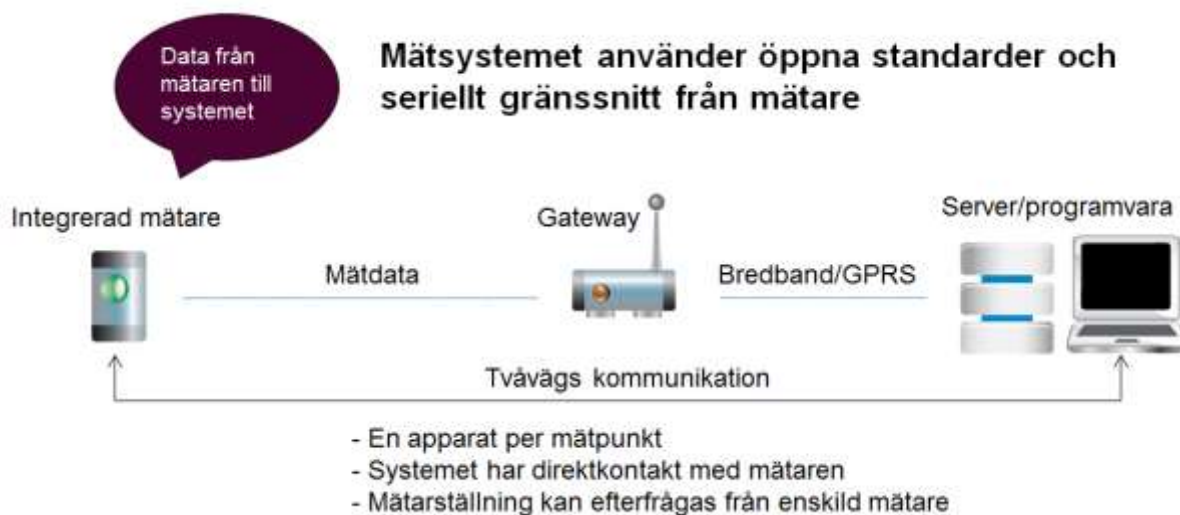 Data från
mätaren till
systemet
Mätsystemet använder öppna standarder och
seriellt gränssnitt från mätare
Integrerad mätare
Gateway
Server/programvara
Mätdata
Bredband/GPRS
Tvåvägs kommunikation
- En apparat per mätpunkt
- Systemet har direktkontakt med mätaren
- Mätarställning kan efterfrågas från enskild mätare